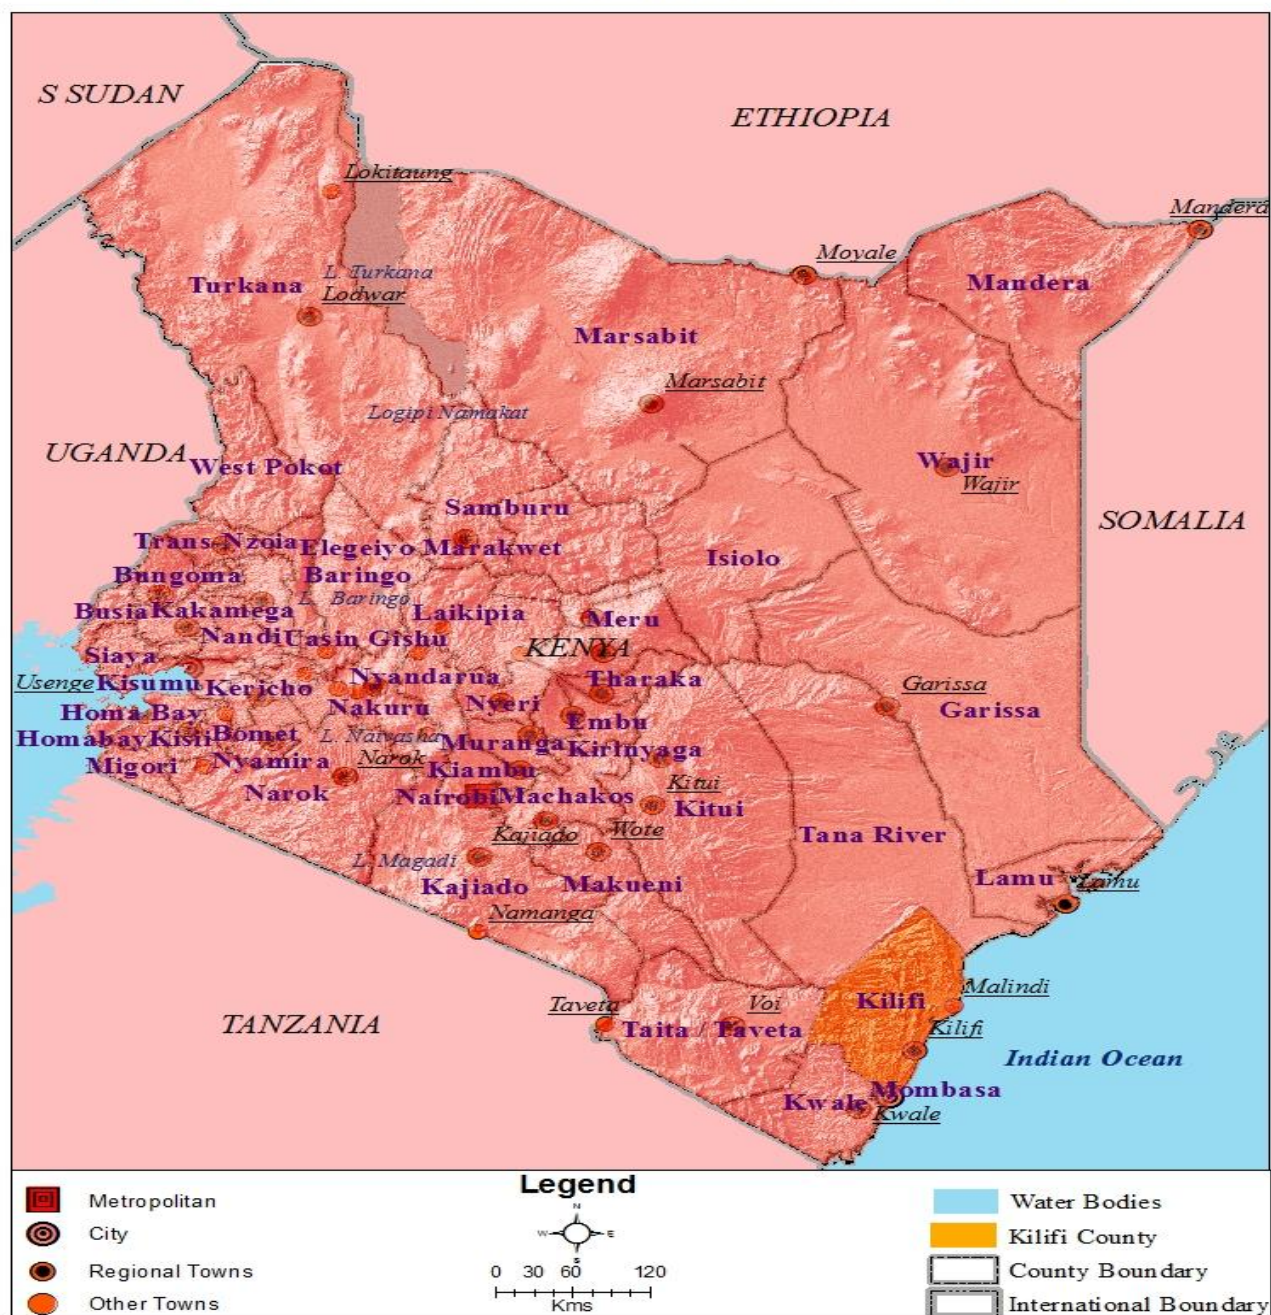 S SUDAN
ETHIOPIA
Lokitaung
Mandera
Moyale
L. Turkana
Turkana
Lodwar
Mandera
Marsabit
Marsabit
Logipi Namakat
UGANDA
West Pokot
Wajir
Wajir
Samburu
SOMALIA
Trans Nzoia
Elegeiyo Marakwet
Isiolo
Bungoma
Baringo
L. Baringo
Busia
Kakamega
Laikipia
Meru
Nandi
Uasin Gishu
KENYA
Siaya
Usenge
Kisumu
Kericho
Nyandarua
Tharaka
Garissa
Garissa
Homa Bay
Nakuru
Nyeri
Embu
Homabay
Kisii
Bomet
L. Naivasha
Muranga
Kirinyaga
Migori
Nyamira
Narok
Kiambu
Kitui
Narok
Nairobi
Machakos
Kitui
Kajiado
Wote
Tana River
L. Magadi
Kajiado
Makueni
Lamu
Lamu
Namanga
Malindi
TANZANIA
Taveta
Voi
Taita / Taveta
Kilifi
Kilifi
Indian Ocean
Mombasa
Kwale
Kwale
Legend
Metropolitan
City
Regional Towns
Other Towns
N
W
E
S
0 30 60 120
Kms
Water Bodies
Kilifi County
County Boundary
International Boundary